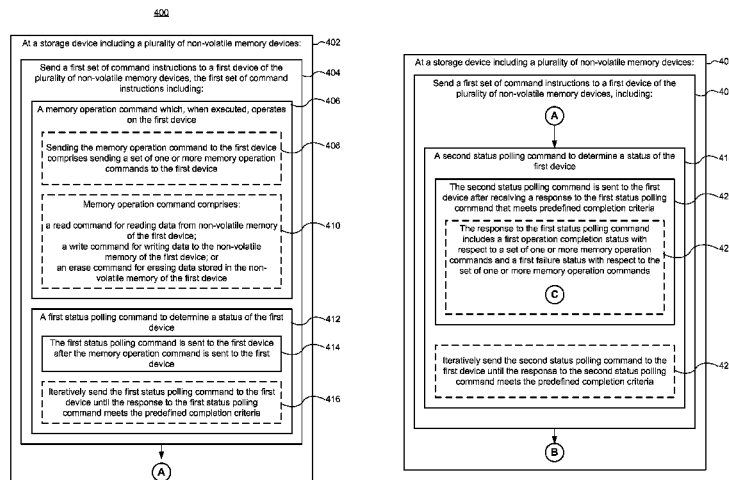 400
At a storage device including a plurality of non-volatile memory devices:
402
Send a first set of command instructions to a first device of the
plurality of non-volatile memory devices, the first set of command
instructions including:
404
A memory operation command which, when executed, operates
on the first device
406
Sending the memory operation command to the first device
comprises sending a set of one or more memory operation
commands to the first device
408
Memory operation command comprises:
a read command for reading data from non-volatile memory
of the first device;
a write command for writing data to the non-volatile
memory of the first device; or
an erase command for erasing data stored in the non-
volatile memory of the first device
410
A first status polling command to determine a status of the first
device
412
The first status polling command is sent to the first device
after the memory operation command is sent to the first
device
414
Iteratively send the first status polling command to the first
device until the response to the first status polling
command meets the predefined completion criteria
416
A
At a storage device including a plurality of non-volatile memory devices:
40
Send a first set of command instructions to a first device of the
plurality of non-volatile memory devices, including:
40
A
A second status polling command to determine a status of the
first device
41
The second status polling command is sent to the first
device after receiving a response to the first status polling
command that meets predefined completion criteria
42
The response to the first status polling command
includes a first operation completion status with
respect to a set of one or more memory operation
commands and a first failure status with respect to the
set of one or more memory operation commands
42
C
Iteratively send the second status polling command to the
first device until the response to the second status polling
command meets the predefined completion criteria
42
B